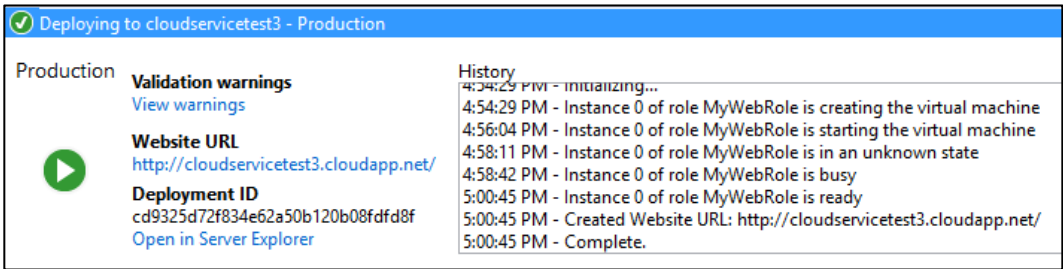 Deploying to cloudservicetest3 - Production
Production
Validation warnings
View warnings
Website URL
http://cloudservicetest3.cloudapp.net/
Deployment ID
cd9325d72f834e62a50b120b08fdfd8f
Open in Server Explorer
History
4:54:29 PM - Initializing...
4:54:29 PM - Instance 0 of role MyWebRole is creating the virtual machine
4:56:04 PM - Instance 0 of role MyWebRole is starting the virtual machine
4:58:11 PM - Instance 0 of role MyWebRole is in an unknown state
4:58:42 PM - Instance 0 of role MyWebRole is busy
5:00:45 PM - Instance 0 of role MyWebRole is ready
5:00:45 PM - Created Website URL: http://cloudservicetest3.cloudapp.net/
5:00:45 PM - Complete.